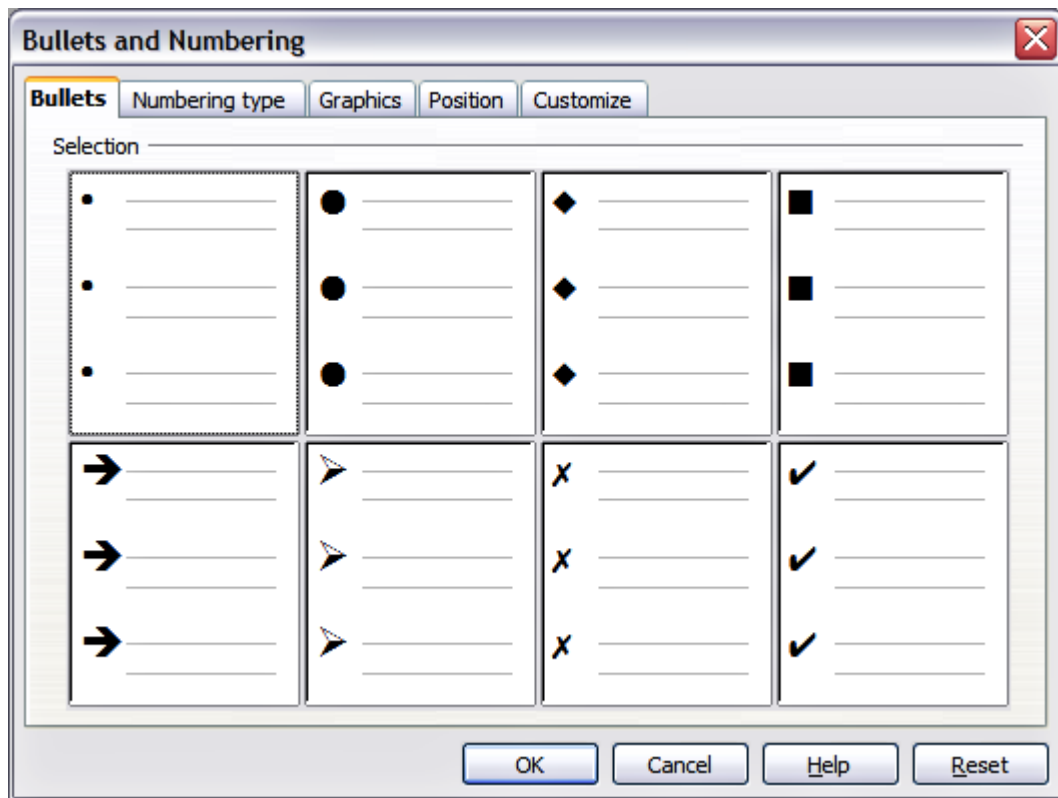 Bullets and Numbering
Bullets Numbering type Graphics Position Customize
Selection
OK Cancel Help Reset